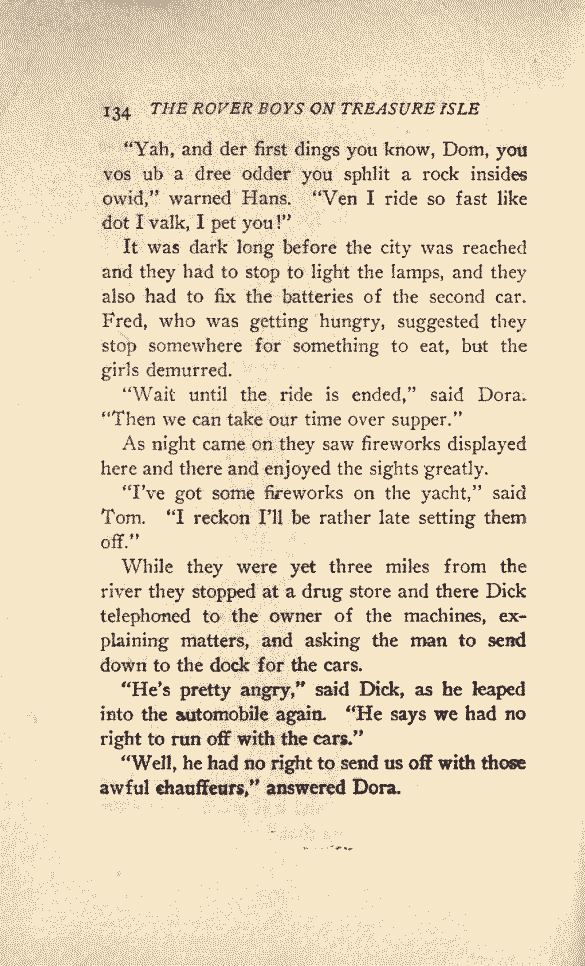 134 THE ROVER BOYS ON TREASURE ISLE
“Yah, and der first dings you know, Dom, you
vos ub a dree odder you sphlit a rock insides
owid,” warned Hans. “Ven I ride so fast like
dot I valk, I pet you!”
It was dark long before the city was reached
and they had to stop to light the lamps, and they
also had to fix the batteries of the second car.
Fred, who was getting hungry, suggested they
stop somewhere for something to eat, but the
girls demurred.
“Wait until the ride is ended,” said Dora.
“Then we can take our time over supper.”
As night came on they saw fireworks displayed
here and there and enjoyed the sights greatly.
“I’ve got some fireworks on the yacht,” said
Tom. “I reckon I’ll be rather late setting them
off.”
While they were yet three miles from the
river they stopped at a drug store and there Dick
telephoned to the owner of the machines, ex-
plaining matters, and asking the man to send
down to the dock for the cars.
“He’s pretty angry,” said Dick, as he leaped
into the automobile again. “He says we had no
right to run off with the cars.”
“Well, he had no right to send us off with those
awful chauffeurs,” answered Dora.